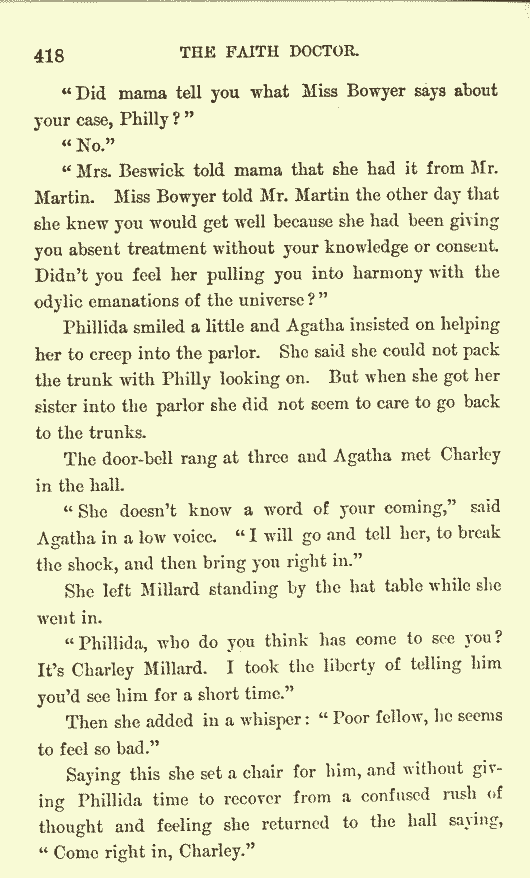 418 THE FAITH DOCTOR.
"Did mama tell you what Miss Bowyer says about
your case, Philly?"
"No."
"Mrs. Beswick told mama that she had it from Mr.
Martin. Miss Bowyer told Mr. Martin the other day that
she knew you would get well because she had been giving
you absent treatment without your knowledge or consent.
Didn't you feel her pulling you into harmony with the
odylic emanations of the universe?"
Phillida smiled a little and Agatha insisted on helping
her to creep into the parlor. She said she could not pack
the trunk with Philly looking on. But when she got her
sister into the parlor she did not seem to care to go back
to the trunks.
The door-bell rang at three and Agatha met Charley
in the hall.
"She doesn't know a word of your coming," said
Agatha in a low voice. "I will go and tell her, to break
the shock, and then bring you right in."
She left Millard standing by the hat table while she
went in.
"Phillida, who do you think has come to see you?
It's Charley Millard. I took the liberty of telling him
you'd see him for a short time."
Then she added in a whisper: "Poor fellow, he seems
to feel so bad."
Saying this she set a chair for him, and without giv-
ing Phillida time to recover from a confused rush of
thought and feeling she returned to the hall saying,
"Come right in, Charley."